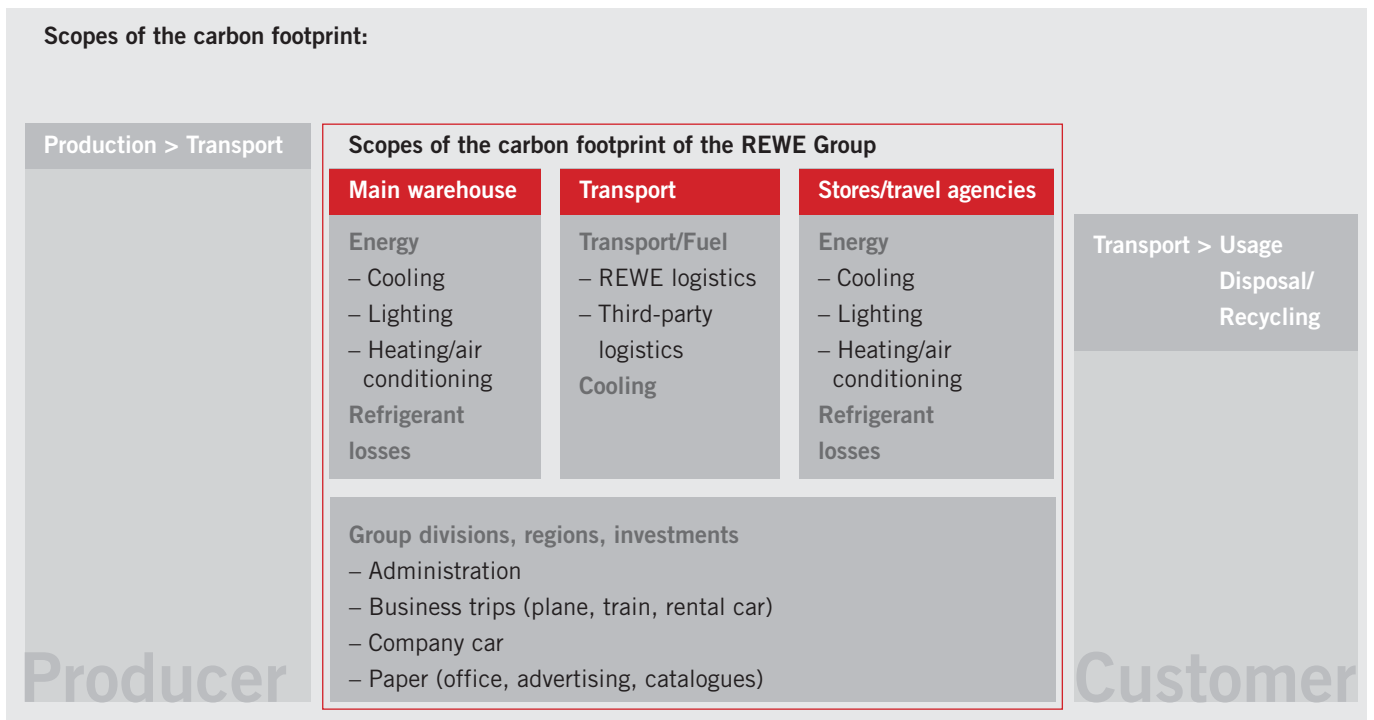 Scopes of the carbon footprint:
Production > Transport
Producer
Scopes of the carbon footprint of the REWE Group
Main warehouse
Energy
– Cooling
– Lighting
– Heating/air
conditioning
Refrigerant
losses
Transport
Transport/Fuel
– REWE logistics
– Third-party
logistics
Cooling
Stores/travel agencies
Energy
– Cooling
– Lighting
– Heating/air
conditioning
Refrigerant
losses
Group divisions, regions, investments
– Administration
– Business trips (plane, train, rental car)
– Company car
– Paper (office, advertising, catalogues)
Transport > Usage
Disposal/
Recycling
Customer